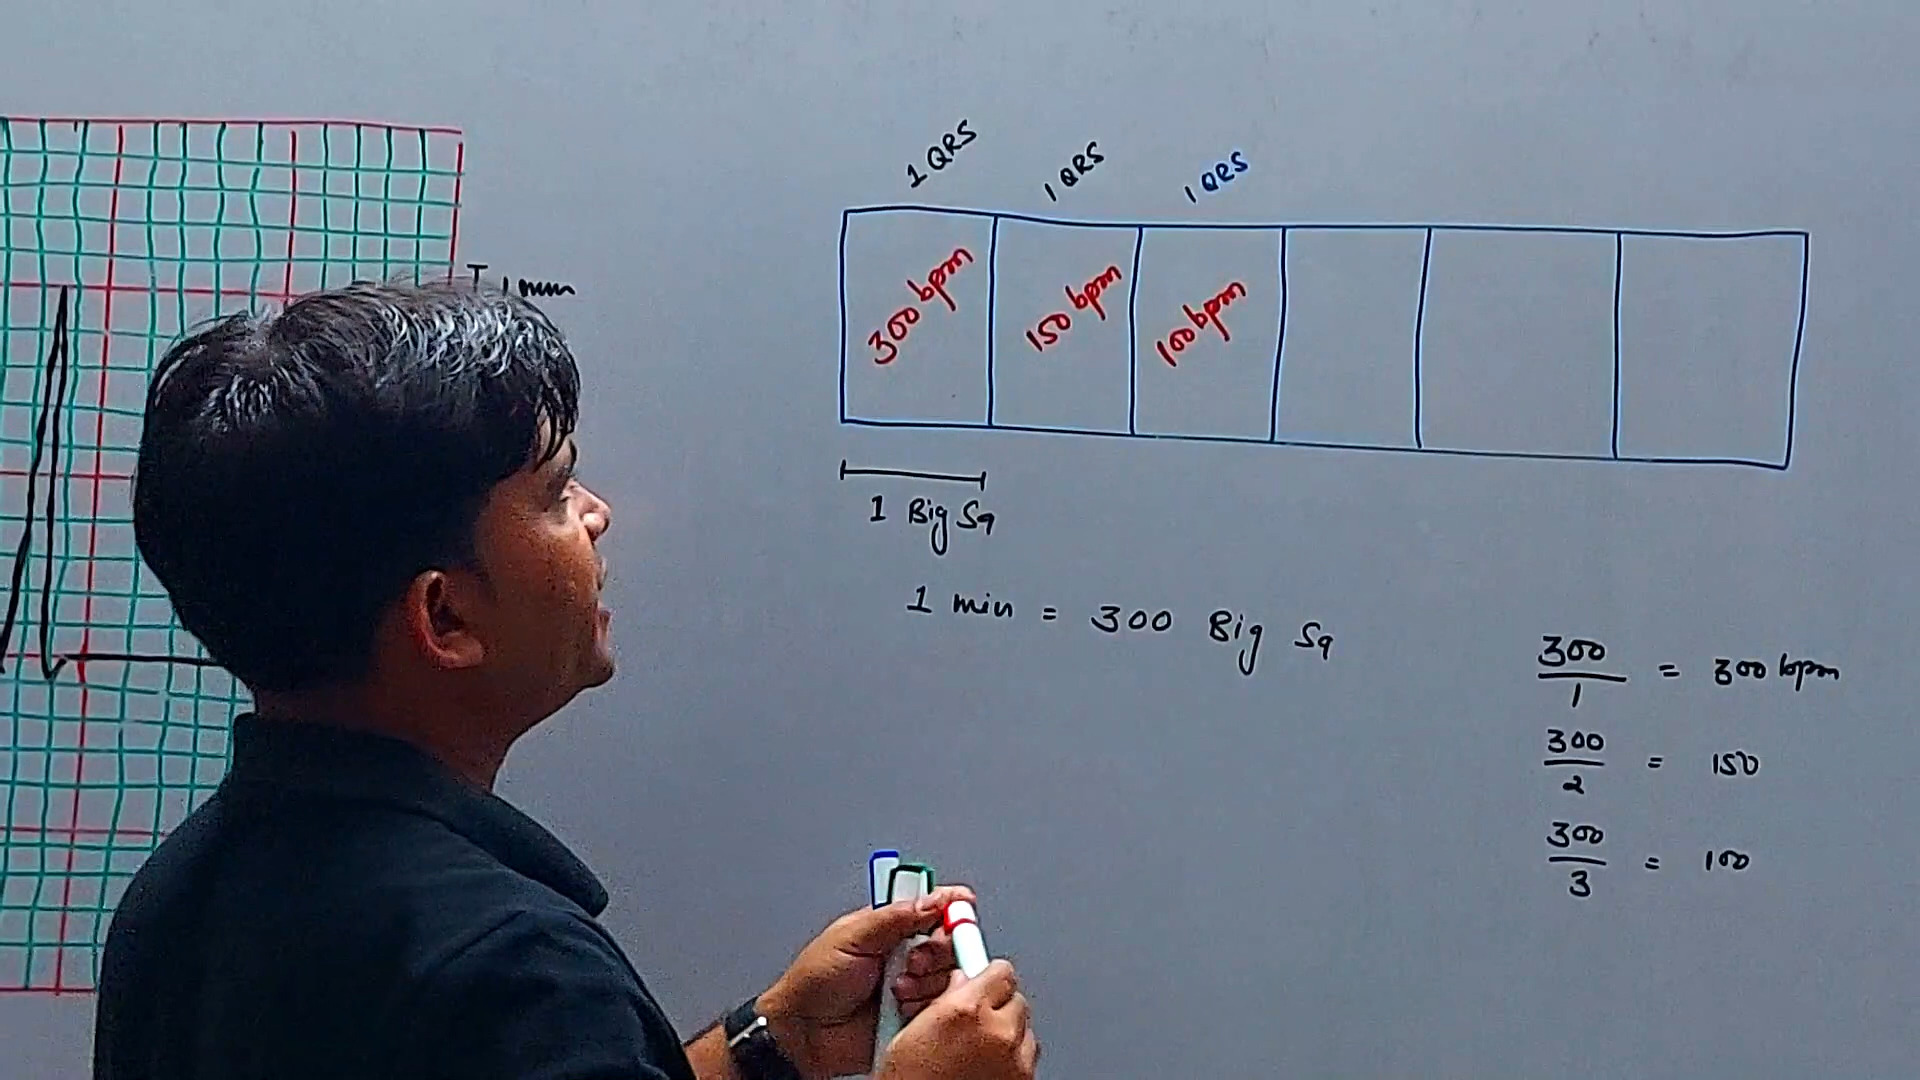 1 QRS
1 QRS
1 QRS
300 bpm
150 bpm
100 bpm
1 mm
1 Big Sq
1 min = 300 Big Sq
300/1 = 300 bpm
300/2 = 150
300/3 = 100